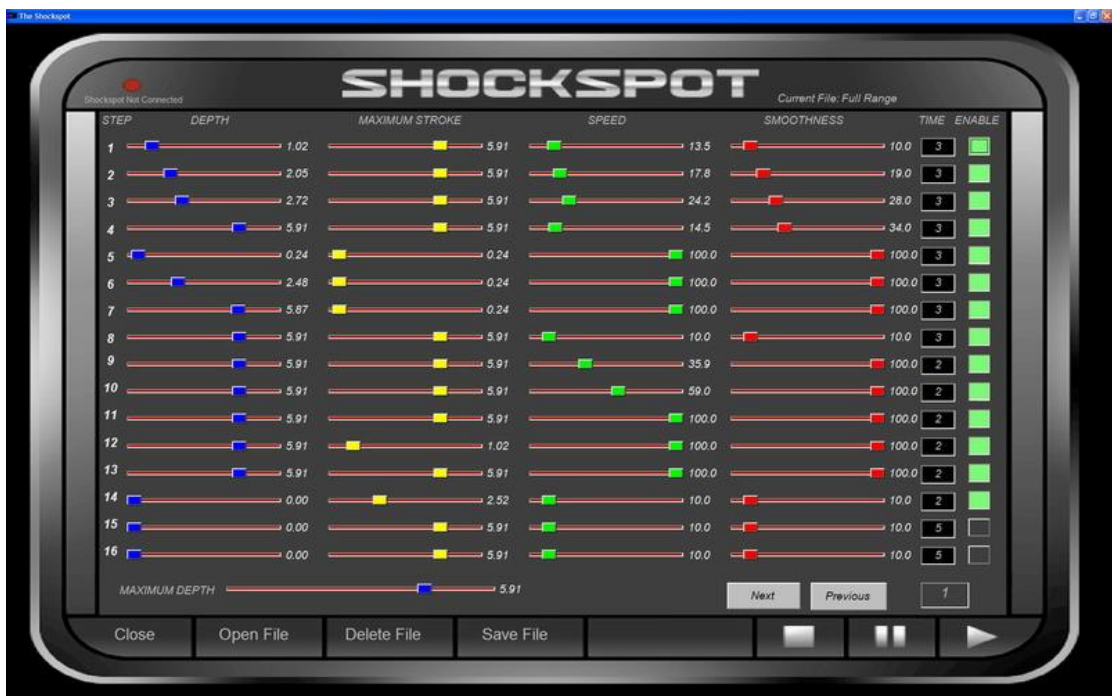 The Shockspot
SHOCKSPOT
Shockspot Not Connected
Current File: Full Range
STEP DEPTH MAXIMUM STROKE SPEED SMOOTHNESS TIME ENABLE
1 1.02 5.91 13.5 10.0 3
2 2.05 5.91 17.8 19.0 3
3 2.72 5.91 24.2 28.0 3
4 5.91 5.91 14.5 34.0 3
5 0.24 0.24 100.0 100.0 3
6 2.48 0.24 100.0 100.0 3
7 5.87 0.24 100.0 100.0 3
8 5.91 5.91 10.0 10.0 3
9 5.91 5.91 35.9 100.0 2
10 5.91 5.91 59.0 100.0 2
11 5.91 5.91 100.0 100.0 2
12 5.91 1.02 100.0 100.0 2
13 5.91 5.91 100.0 100.0 2
14 0.00 2.52 10.0 10.0 2
15 0.00 5.91 10.0 10.0 5
16 0.00 5.91 10.0 10.0 5
MAXIMUM DEPTH 5.91 Next Previous 1
Close Open File Delete File Save File